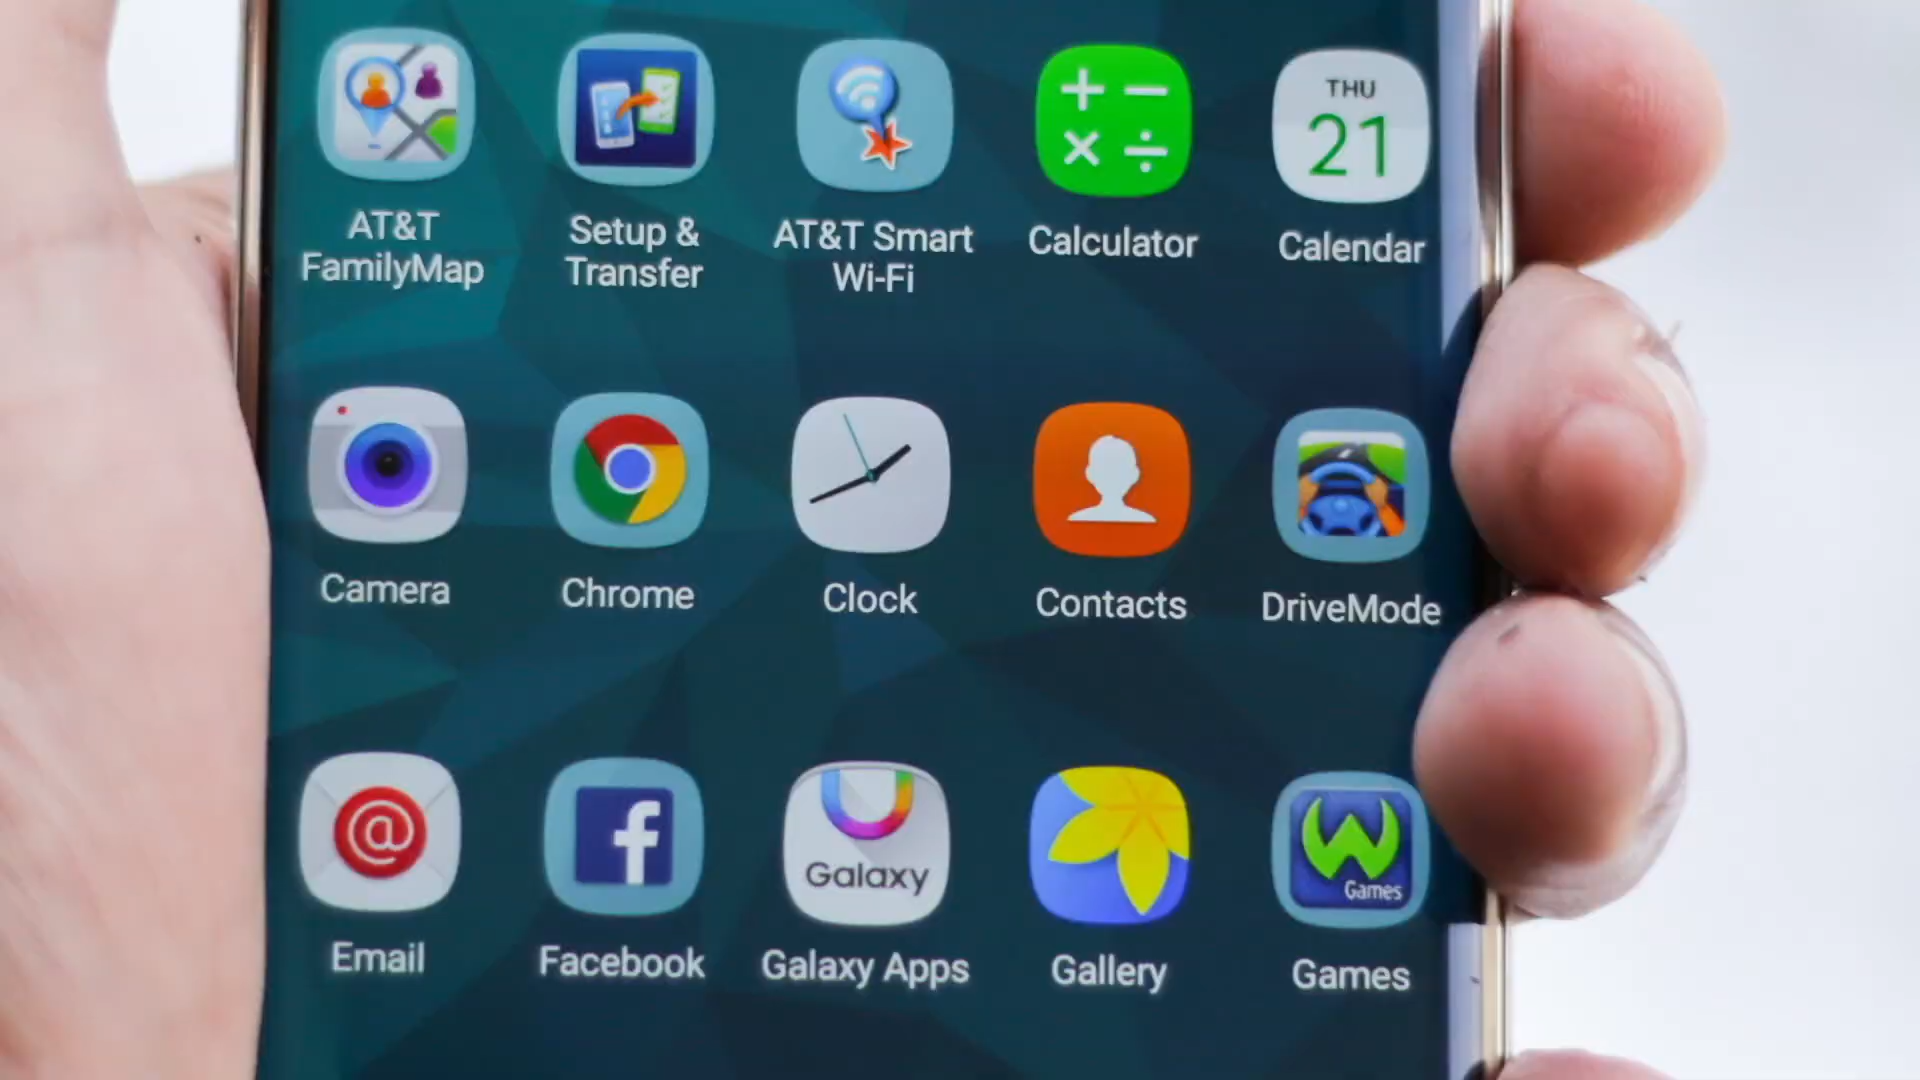 THU
21
AT&T
FamilyMap
Setup &
Transfer
AT&T Smart
Wi-Fi
Calculator
Calendar
Camera
Chrome
Clock
Contacts
DriveMode
@
f
Galaxy
W
Games
Email
Facebook
Galaxy Apps
Gallery
Games